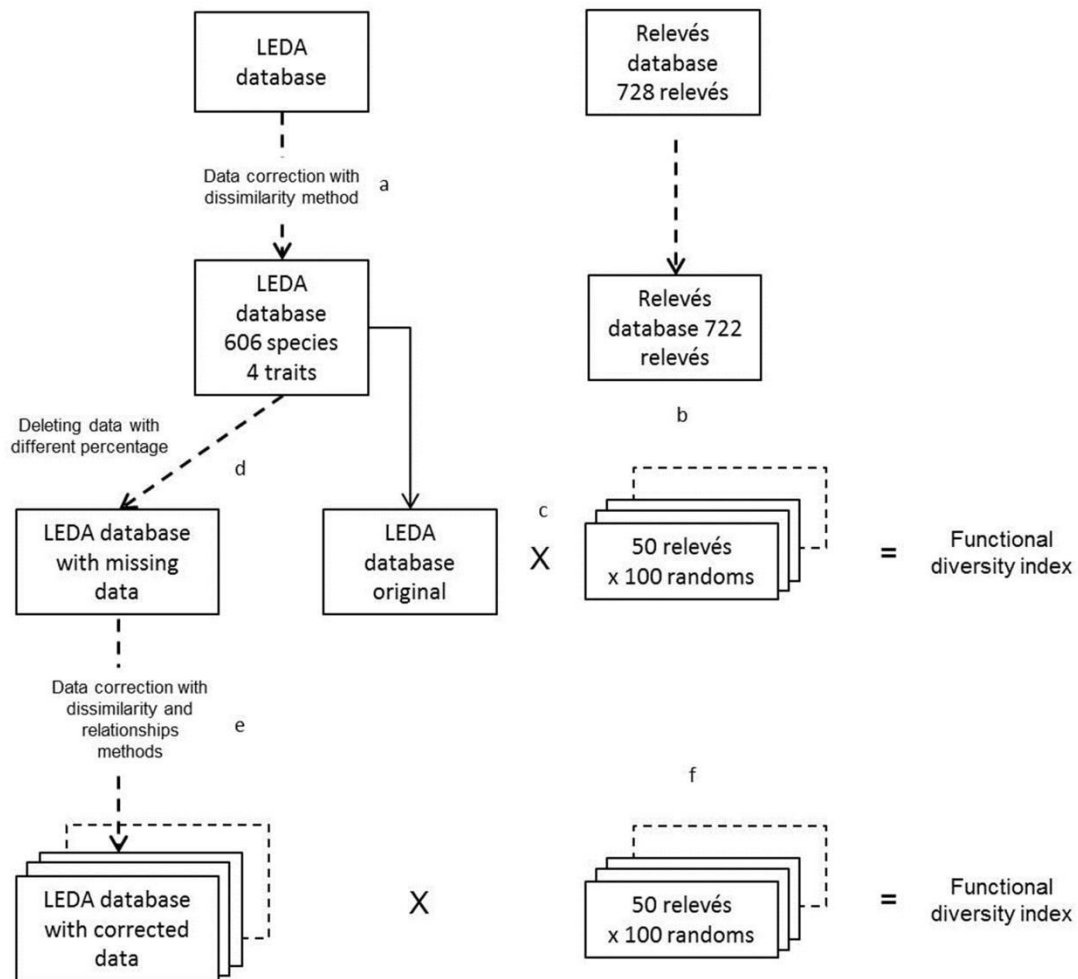 LEDA
database
Relevés
database
728 relevés
Data correction with
dissimilarity method
a
LEDA
database
606 species
4 traits
Relevés
database 722
relevés
b
Deleting data with
different percentage
d
LEDA database
with missing
data
LEDA
database
original
c
X
50 relevés
x 100 randoms
=
Functional
diversity index
Data correction with
dissimilarity and
relationships
methods
e
f
LEDA database
with corrected
data
X
50 relevés
x 100 randoms
=
Functional
diversity index